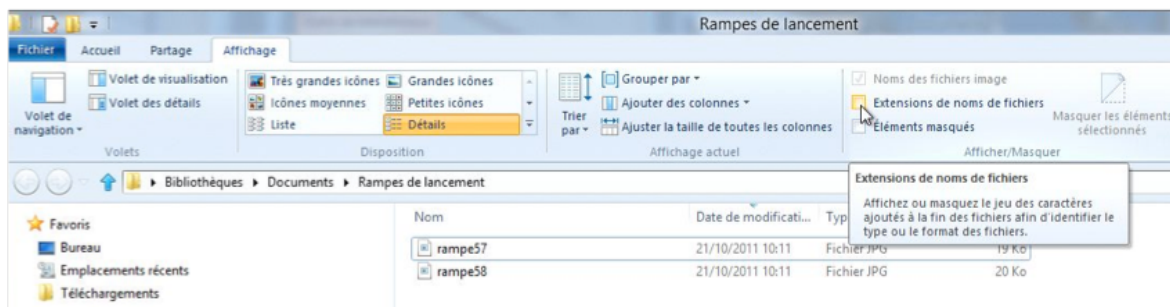 Rampes de lancement
Fichier Accueil Partage Affichage
Volet de navigation
Volet de visualisation
Volet des détails
Volets
Très grandes icônes Grandes icônes
Icônes moyennes Petites icônes
Liste Détails
Disposition
Trier par
Grouper par
Ajouter des colonnes
Ajuster la taille de toutes les colonnes
Affichage actuel
Noms des fichiers image
Extensions de noms de fichiers
Éléments masqués
Masquer les éléments
sélectionnés
Afficher/Masquer
Bibliothèques Documents Rampes de lancement
Extensions de noms de fichiers
Affichez ou masquez le jeu des caractères
ajoutés à la fin des fichiers afin d'identifier le
type ou le format des fichiers.
Favoris
Bureau
Emplacements récents
Téléchargements
Nom Date de modificati... Typ
rampe57 21/10/2011 10:11 Fichier JPG 19 Ko
rampe58 21/10/2011 10:11 Fichier JPG 20 Ko